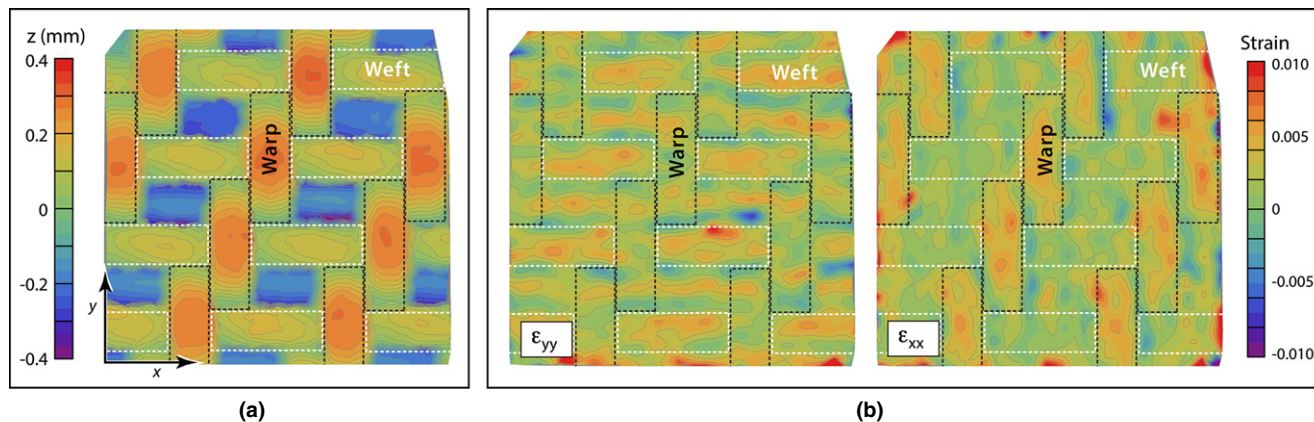 z (mm)
0.4
0.2
0
-0.2
-0.4
Weft
Warp
y
x
Weft
Warp
εyy
Weft
Warp
εxx
Strain
0.010
0.005
0
-0.005
-0.010
(a)
(b)